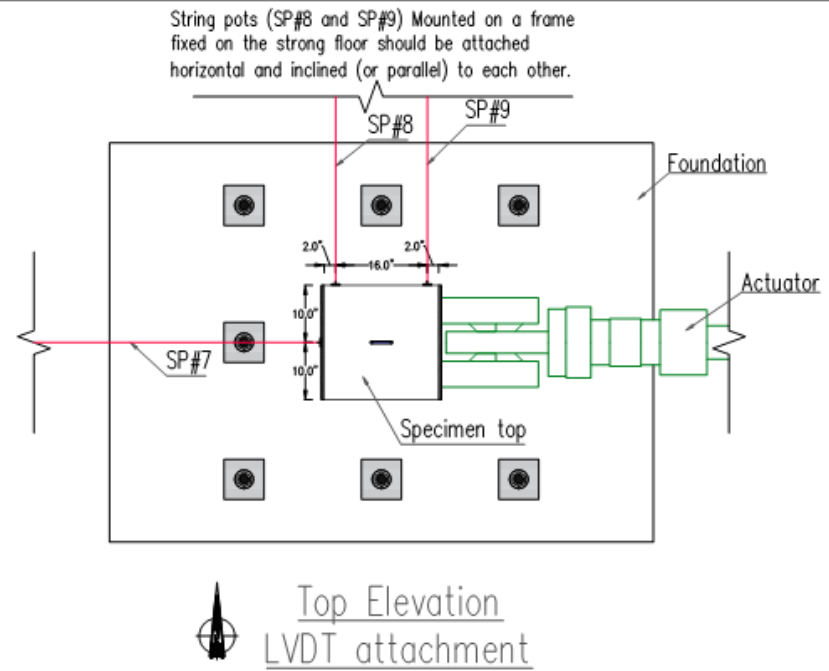 String pots (SP#8 and SP#9) Mounted on a frame
fixed on the strong floor should be attached
horizontal and inclined (or parallel) to each other.
SP#8
SP#9
Foundation
2.0"
16.0"
2.0"
Actuator
10.0"
SP#7
10.0"
Specimen top
Top Elevation
LVDT attachment